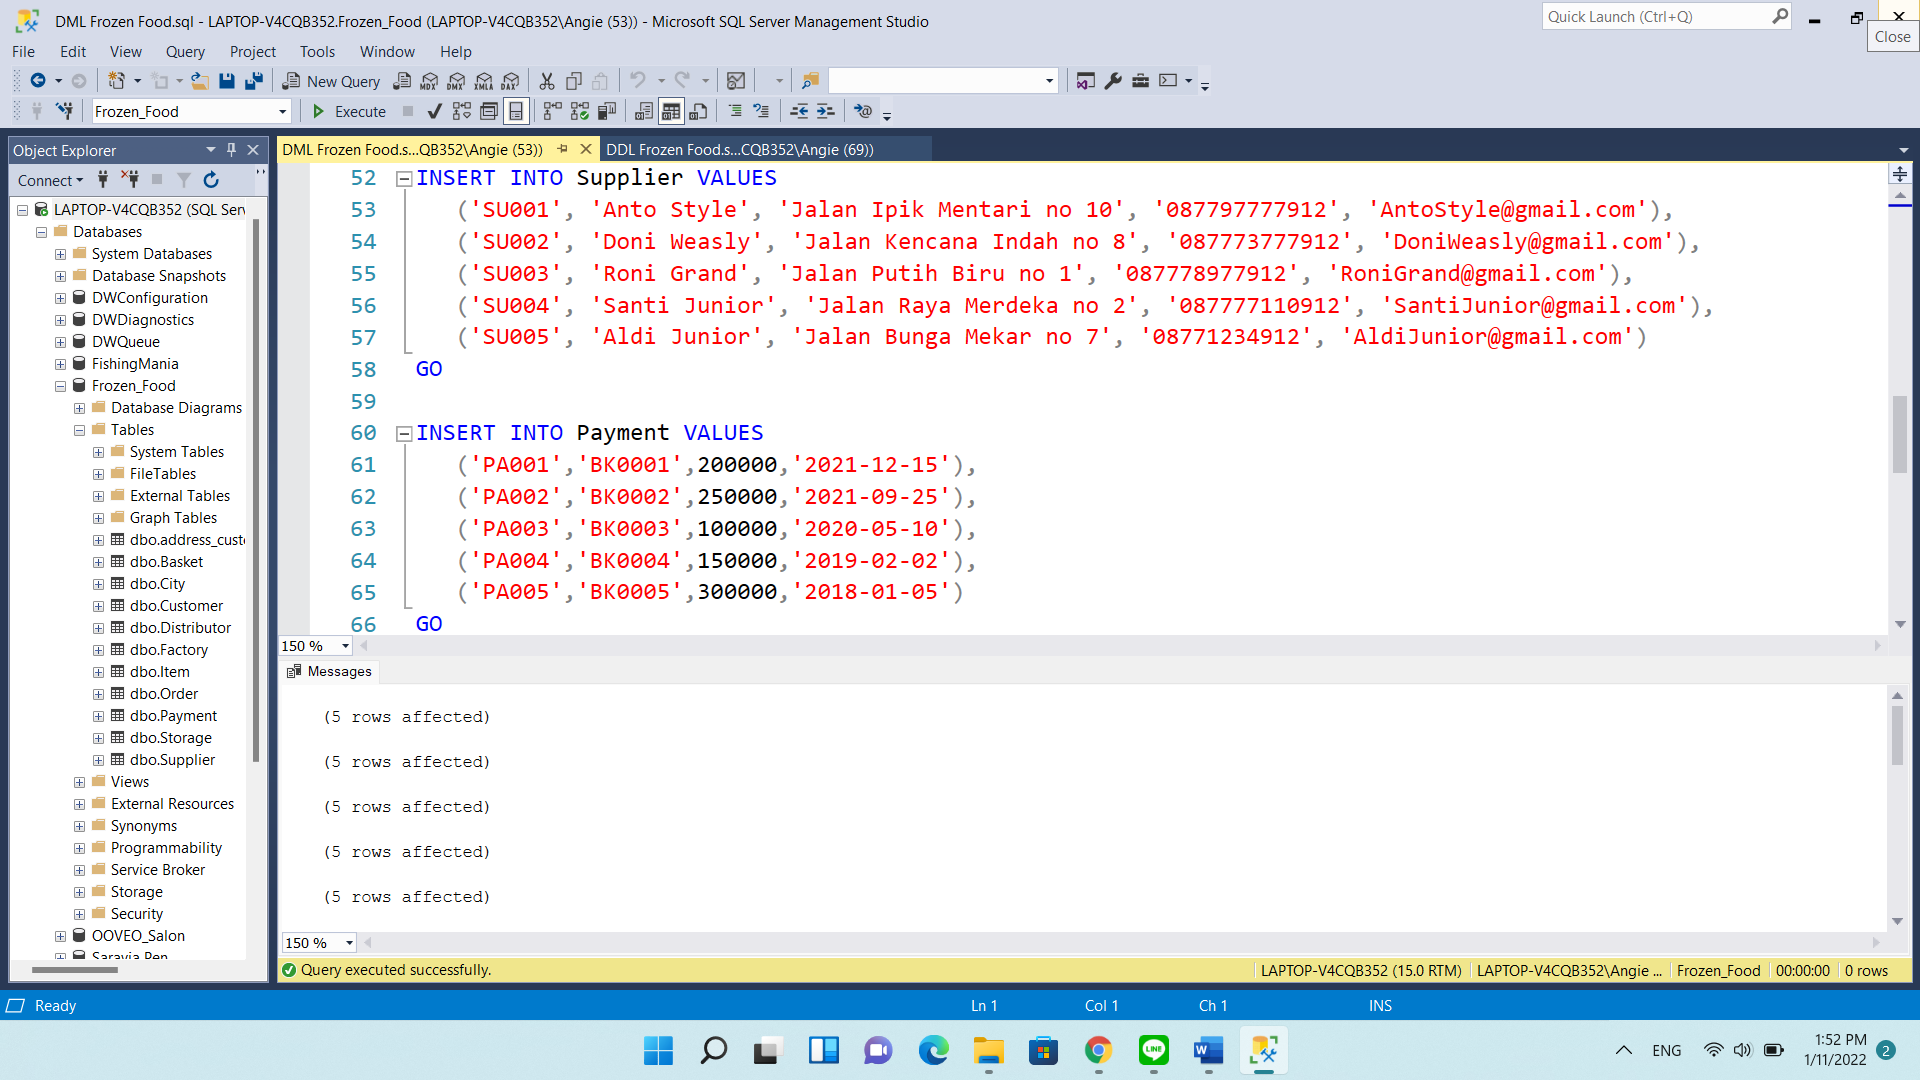 DML Frozen Food.sql - LAPTOP-V4CQB352.Frozen_Food (LAPTOP-V4CQB352\Angie (53)) - Microsoft SQL Server Management Studio
Quick Launch (Ctrl+Q)
Close
File Edit View Query Project Tools Window Help
New Query MDX DMX XMLA DAX
Frozen_Food Execute
Object Explorer
DML Frozen Food.s...QB352\Angie (53)) DDL Frozen Food.s...CQB352\Angie (69))
Connect
LAPTOP-V4CQB352 (SQL Serv
Databases
System Databases
Database Snapshots
DWConfiguration
DWDiagnostics
DWQueue
FishingMania
Frozen_Food
Database Diagrams
Tables
System Tables
FileTables
External Tables
Graph Tables
dbo.address_custo
dbo.Basket
dbo.City
dbo.Customer
dbo.Distributor
dbo.Factory
dbo.Item
dbo.Order
dbo.Payment
dbo.Storage
dbo.Supplier
Views
External Resources
Synonyms
Programmability
Service Broker
Storage
Security
OOVEO_Salon
52 INSERT INTO Supplier VALUES
53 ('SU001', 'Anto Style', 'Jalan Ipik Mentari no 10', '087797777912', 'AntoStyle@gmail.com'),
54 ('SU002', 'Doni Weasly', 'Jalan Kencana Indah no 8', '087773777912', 'DoniWeasly@gmail.com'),
55 ('SU003', 'Roni Grand', 'Jalan Putih Biru no 1', '087778977912', 'RoniGrand@gmail.com'),
56 ('SU004', 'Santi Junior', 'Jalan Raya Merdeka no 2', '087777110912', 'SantiJunior@gmail.com'),
57 ('SU005', 'Aldi Junior', 'Jalan Bunga Mekar no 7', '08771234912', 'AldiJunior@gmail.com')
58 GO
59
60 INSERT INTO Payment VALUES
61 ('PA001','BK0001',200000,'2021-12-15'),
62 ('PA002','BK0002',250000,'2021-09-25'),
63 ('PA003','BK0003',100000,'2020-05-10'),
64 ('PA004','BK0004',150000,'2019-02-02'),
65 ('PA005','BK0005',300000,'2018-01-05')
66 GO
150 %
Messages
(5 rows affected)
(5 rows affected)
(5 rows affected)
(5 rows affected)
(5 rows affected)
150 %
Query executed successfully. LAPTOP-V4CQB352 (15.0 RTM) LAPTOP-V4CQB352\Angie ... Frozen_Food 00:00:00 0 rows
Ready Ln 1 Col 1 Ch 1 INS
LINE
ENG
1:52 PM
1/11/2022
2